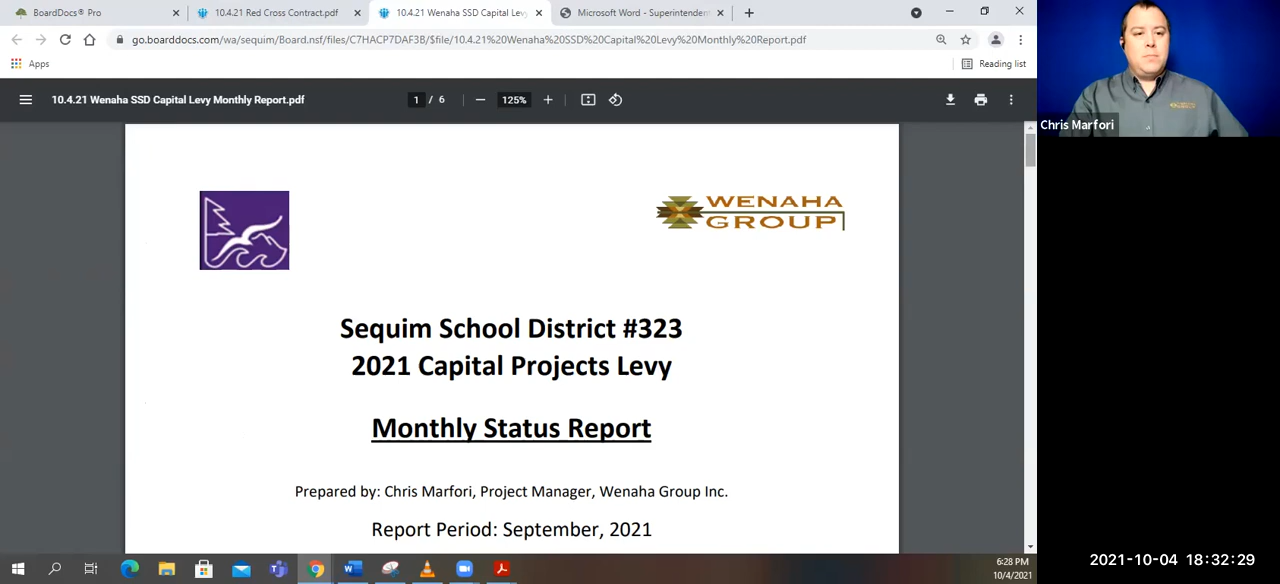 BoardDocs® Pro
10.4.21 Red Cross Contract.pdf
10.4.21 Wenaha SSD Capital Lev
Microsoft Word - Superintendent
go.boarddocs.com/wa/sequim/Board.nsf/files/C7HACP7DAF3B/$file/10.4.21%20Wenaha%20SSD%20Capital%20Levy%20Monthly%20Report.pdf
Apps
Reading list
10.4.21 Wenaha SSD Capital Levy Monthly Report.pdf
1 / 6
125%
Chris Marfori
WENAHA
GROUP
Sequim School District #323
2021 Capital Projects Levy
Monthly Status Report
Prepared by: Chris Marfori, Project Manager, Wenaha Group Inc.
Report Period: September, 2021
6:28 PM
10/4/2021
2021-10-04 18:32:29